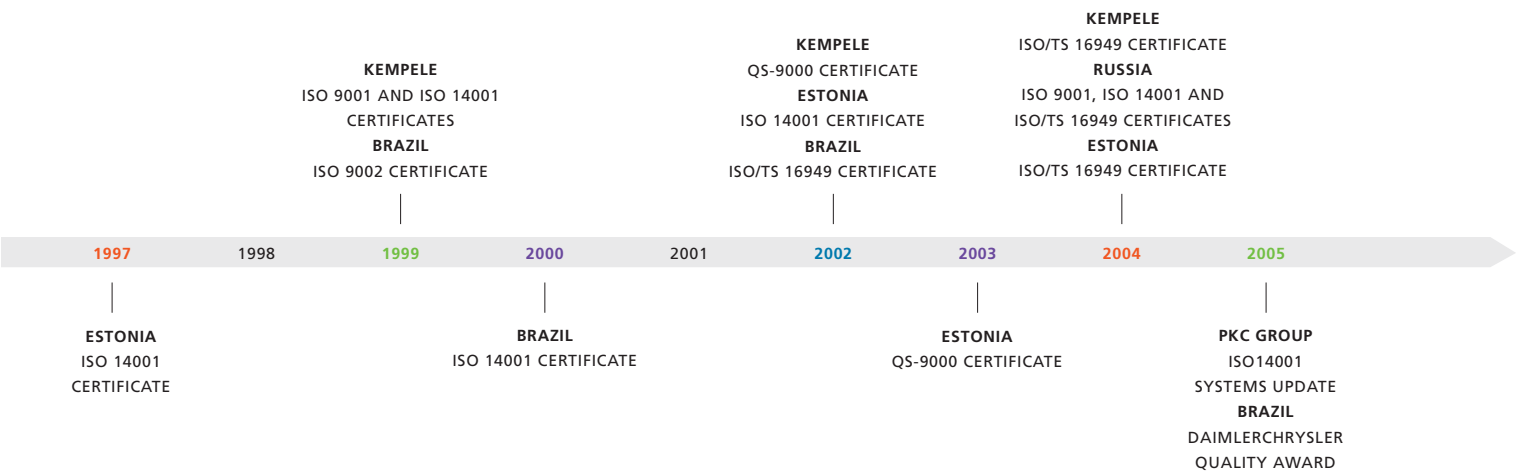 KEMPELE
ISO 9001 AND ISO 14001
CERTIFICATES
BRAZIL
ISO 9002 CERTIFICATE
KEMPELE
QS-9000 CERTIFICATE
ESTONIA
ISO 14001 CERTIFICATE
BRAZIL
ISO/TS 16949 CERTIFICATE
KEMPELE
ISO/TS 16949 CERTIFICATE
RUSSIA
ISO 9001, ISO 14001 AND
ISO/TS 16949 CERTIFICATES
ESTONIA
ISO/TS 16949 CERTIFICATE
1997 1998 1999 2000 2001 2002 2003 2004 2005
ESTONIA
ISO 14001
CERTIFICATE
BRAZIL
ISO 14001 CERTIFICATE
ESTONIA
QS-9000 CERTIFICATE
PKC GROUP
ISO14001
SYSTEMS UPDATE
BRAZIL
DAIMLERCHRYSLER
QUALITY AWARD